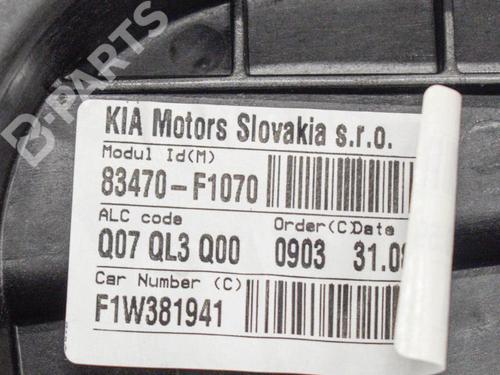 B-PARTS
KIA Motors Slovakia s.r.o.
Modul Id(M)
83470-F1070
ALC code Order(C)Date
Q07 QL3 Q00 0903 31.0
Car Number (C)
F1W381941